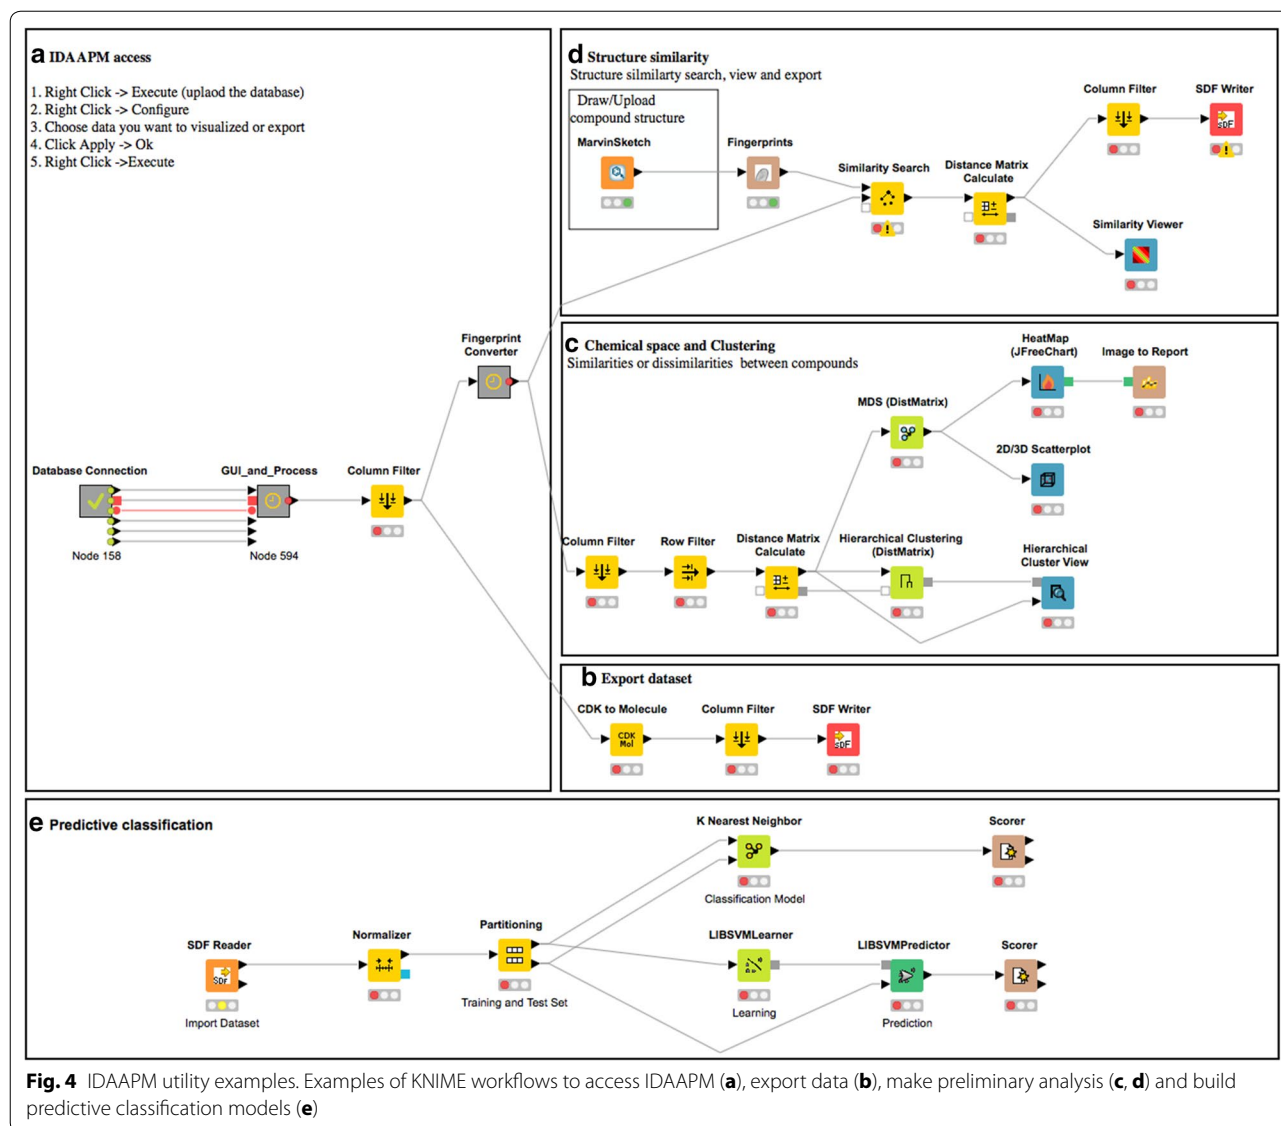 a IDAAPM access
1. Right Click -> Execute (uplaod the database)
2. Right Click -> Configure
3. Choose data you want to visualized or export
4. Click Apply -> Ok
5. Right Click ->Execute
Database Connection
Node 158
GUI_and_Process
Node 594
Column Filter
Fingerprint
Converter
d Structure similarity
Structure silmilarty search, view and export
Draw/Upload
compound structure
MarvinSketch
Fingerprints
Similarity Search
Distance Matrix
Calculate
Column Filter
SDF Writer
SDF
Similarity Viewer
c Chemical space and Clustering
Similarities or dissimilarities between compounds
HeatMap
(JFreeChart)
Image to Report
MDS (DistMatrix)
2D/3D Scatterplot
Column Filter
Row Filter
Distance Matrix
Calculate
Hierarchical Clustering
(DistMatrix)
Hierarchical
Cluster View
b Export dataset
CDK to Molecule
CDK
Mol
Column Filter
SDF Writer
SDF
e Predictive classification
SDF Reader
SDF
Import Dataset
Normalizer
Partitioning
Training and Test Set
K Nearest Neighbor
Classification Model
Scorer
LIBSVMLearner
Learning
LIBSVMPredictor
Prediction
Scorer
Fig. 4 IDAAPM utility examples. Examples of KNIME workflows to access IDAAPM (a), export data (b), make preliminary analysis (c, d) and build
predictive classification models (e)